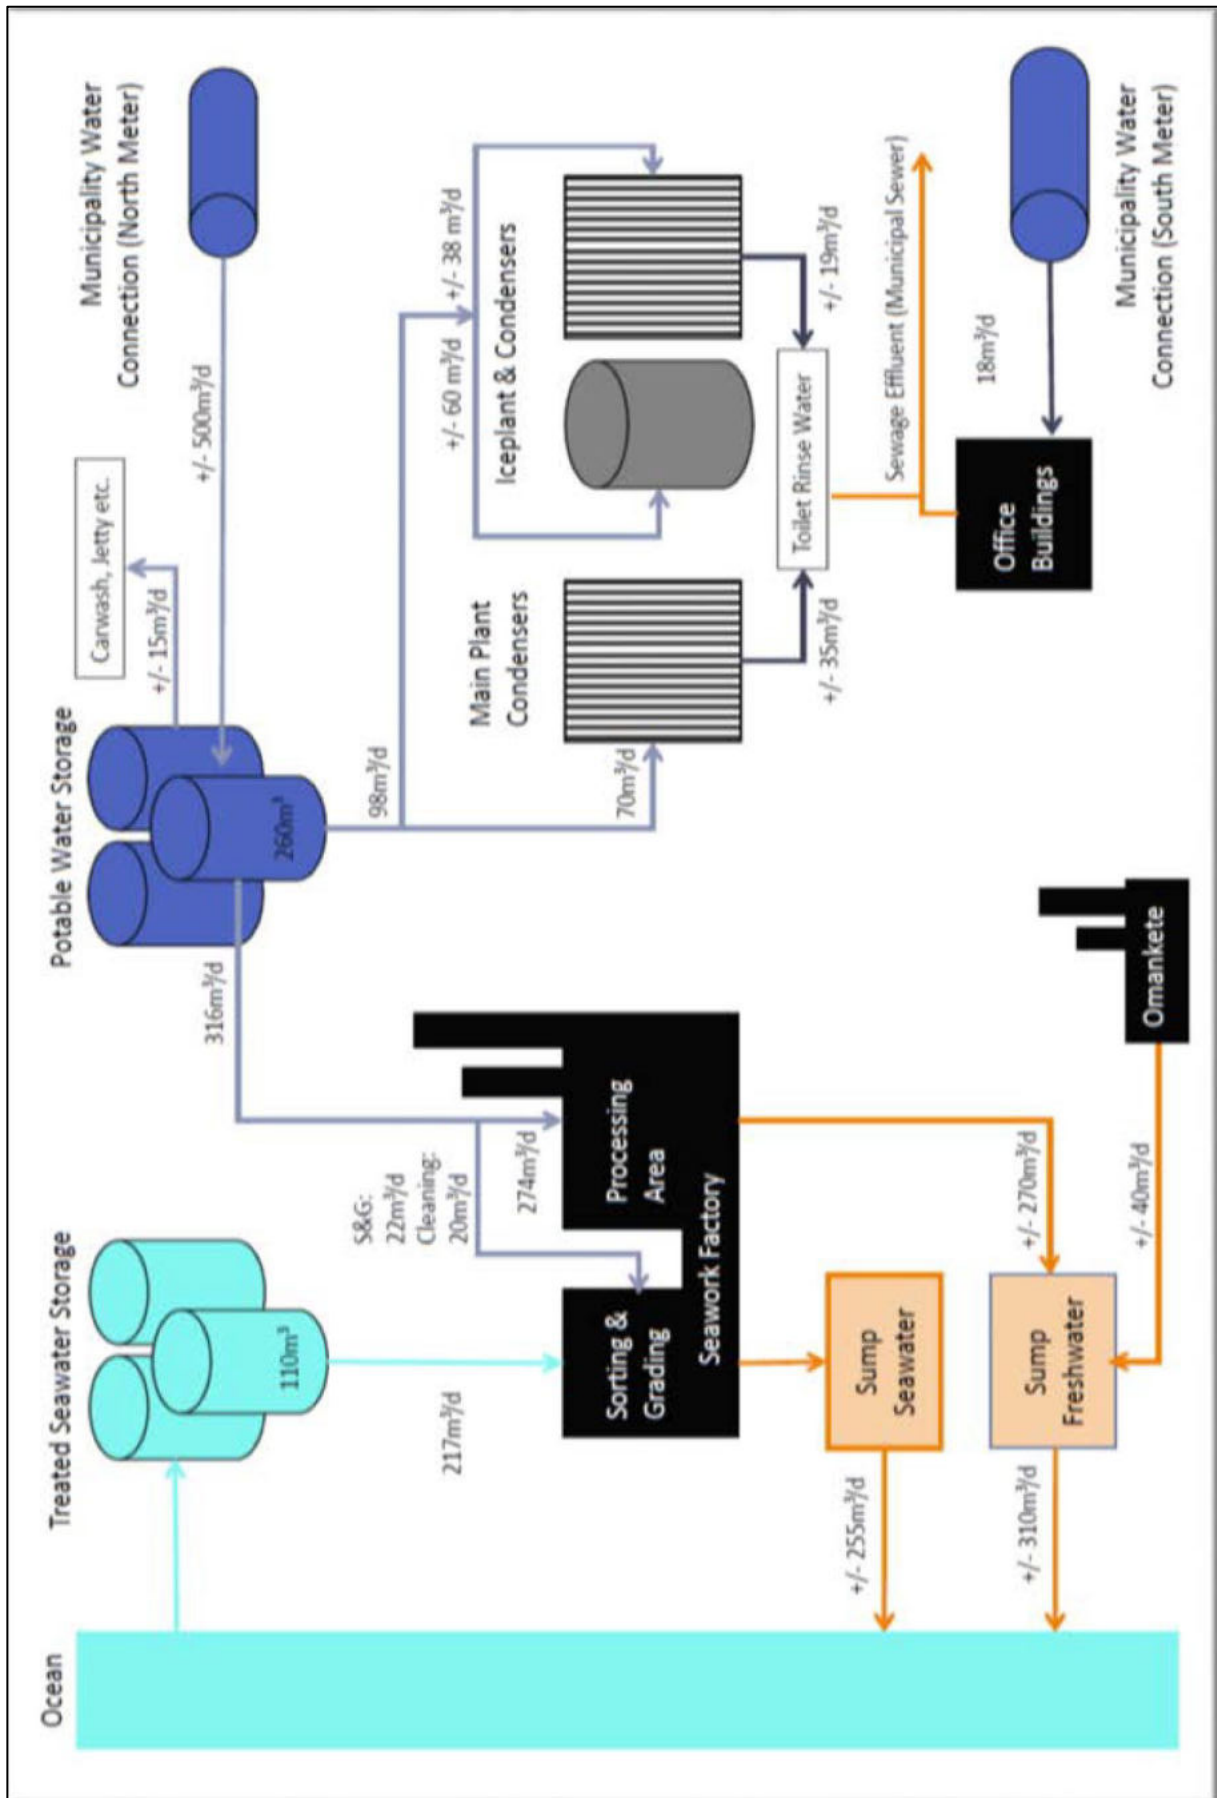 Ocean
Treated Seawater Storage
110m³
217m³/d
Potable Water Storage
260m³
316m³/d
S&G:
22m³/d
Cleaning:
20m³/d
274m³/d
Carwash, Jetty etc.
+/- 15m³/d
Municipality Water
Connection (North Meter)
+/- 500m³/d
98m³/d
70m³/d
+/- 60 m³/d
+/- 38 m³/d
Main Plant
Condensers
Iceplant & Condensers
+/- 35m³/d
+/- 19m³/d
Toilet Rinse Water
Sewage Effluent (Municipal Sewer)
Office
Buildings
18m³/d
Municipality Water
Connection (South Meter)
Sorting &
Grading
Processing
Area
Seawork Factory
Sump
Seawater
+/- 255m³/d
Sump
Freshwater
+/- 310m³/d
+/- 270m³/d
+/- 40m³/d
Omankete